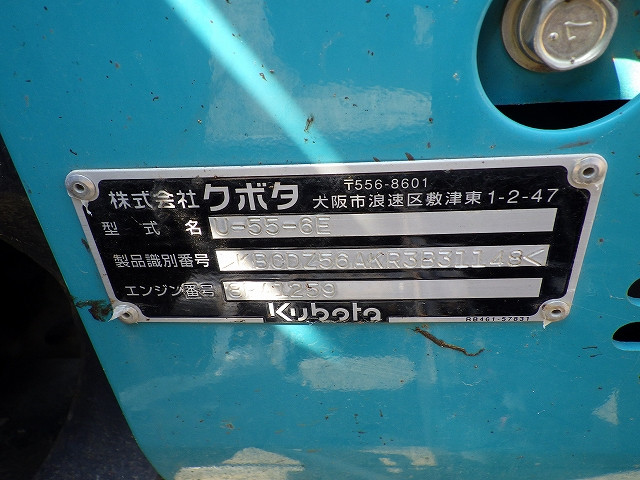 株式会社クボタ 〒556-8601
大阪市浪速区敷津東1-2-47
型式名 U-55-6E
製品識別番号 >KBCDZ56AKR3B31148<
エンジン番号
Kubota
RB461-57831